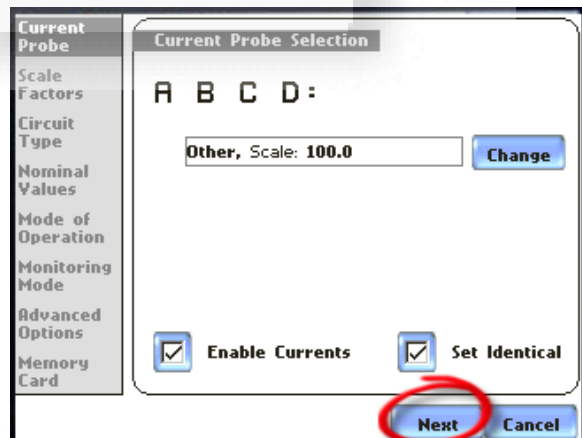 Current
Probe
Scale
Factors
Circuit
Type
Nominal
Values
Mode of
Operation
Monitoring
Mode
Advanced
Options
Memory
Card
Current Probe Selection
A B C D:
Other, Scale: 100.0
Change
Enable Currents
Set Identical
Next
Cancel